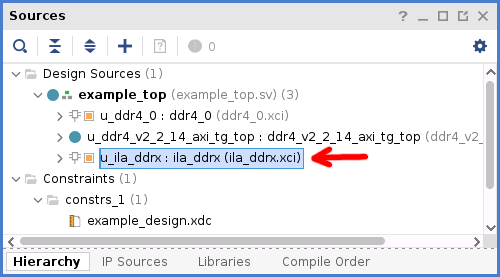 Sources
0
Design Sources (1)
example_top (example_top.sv) (3)
u_ddr4_0 : ddr4_0 (ddr4_0.xci)
u_ddr4_v2_2_14_axi_tg_top : ddr4_v2_2_14_axi_tg_top (ddr4_v2_
u_ila_ddrx : ila_ddrx (ila_ddrx.xci)
Constraints (1)
constrs_1 (1)
example_design.xdc
Hierarchy IP Sources Libraries Compile Order